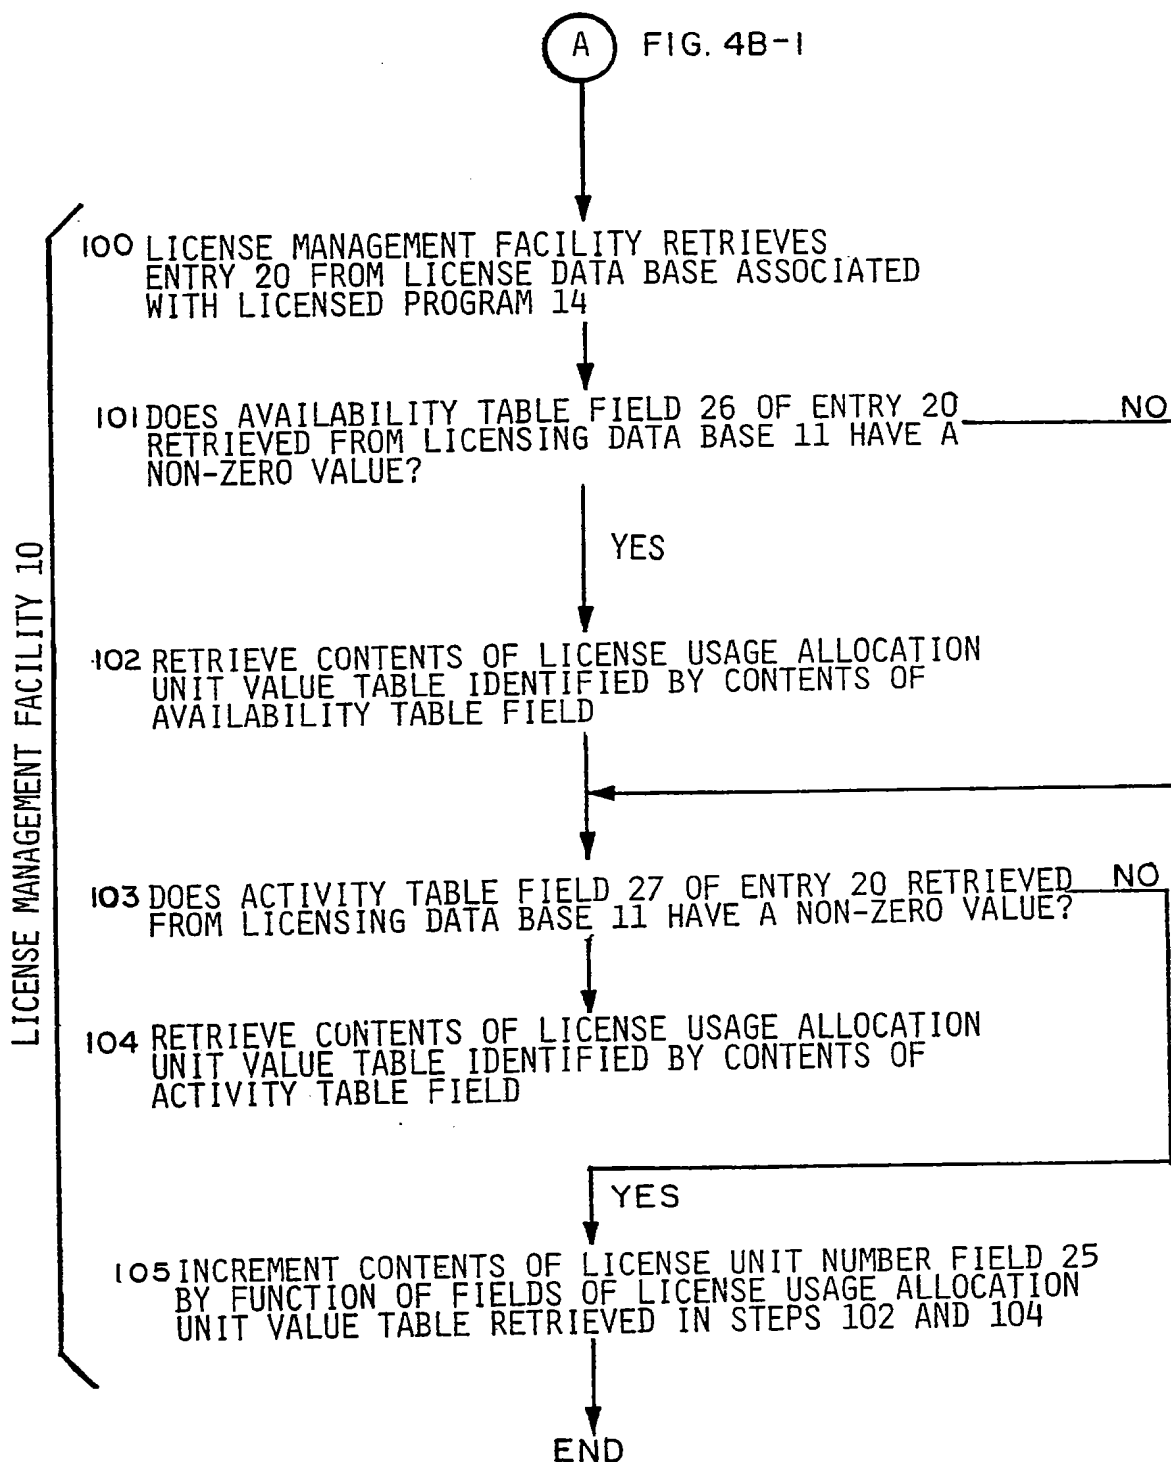 A FIG. 4B-1
100 LICENSE MANAGEMENT FACILITY RETRIEVES
ENTRY 20 FROM LICENSE DATA BASE ASSOCIATED
WITH LICENSED PROGRAM 14
101 DOES AVAILABILITY TABLE FIELD 26 OF ENTRY 20 NO
RETRIEVED FROM LICENSING DATA BASE 11 HAVE A
NON-ZERO VALUE?
YES
102 RETRIEVE CONTENTS OF LICENSE USAGE ALLOCATION
UNIT VALUE TABLE IDENTIFIED BY CONTENTS OF
AVAILABILITY TABLE FIELD
LICENSE MANAGEMENT FACILITY 10
103 DOES ACTIVITY TABLE FIELD 27 OF ENTRY 20 RETRIEVED NO
FROM LICENSING DATA BASE 11 HAVE A NON-ZERO VALUE?
104 RETRIEVE CONTENTS OF LICENSE USAGE ALLOCATION
UNIT VALUE TABLE IDENTIFIED BY CONTENTS OF
ACTIVITY TABLE FIELD
YES
105 INCREMENT CONTENTS OF LICENSE UNIT NUMBER FIELD 25
BY FUNCTION OF FIELDS OF LICENSE USAGE ALLOCATION
UNIT VALUE TABLE RETRIEVED IN STEPS 102 AND 104
END